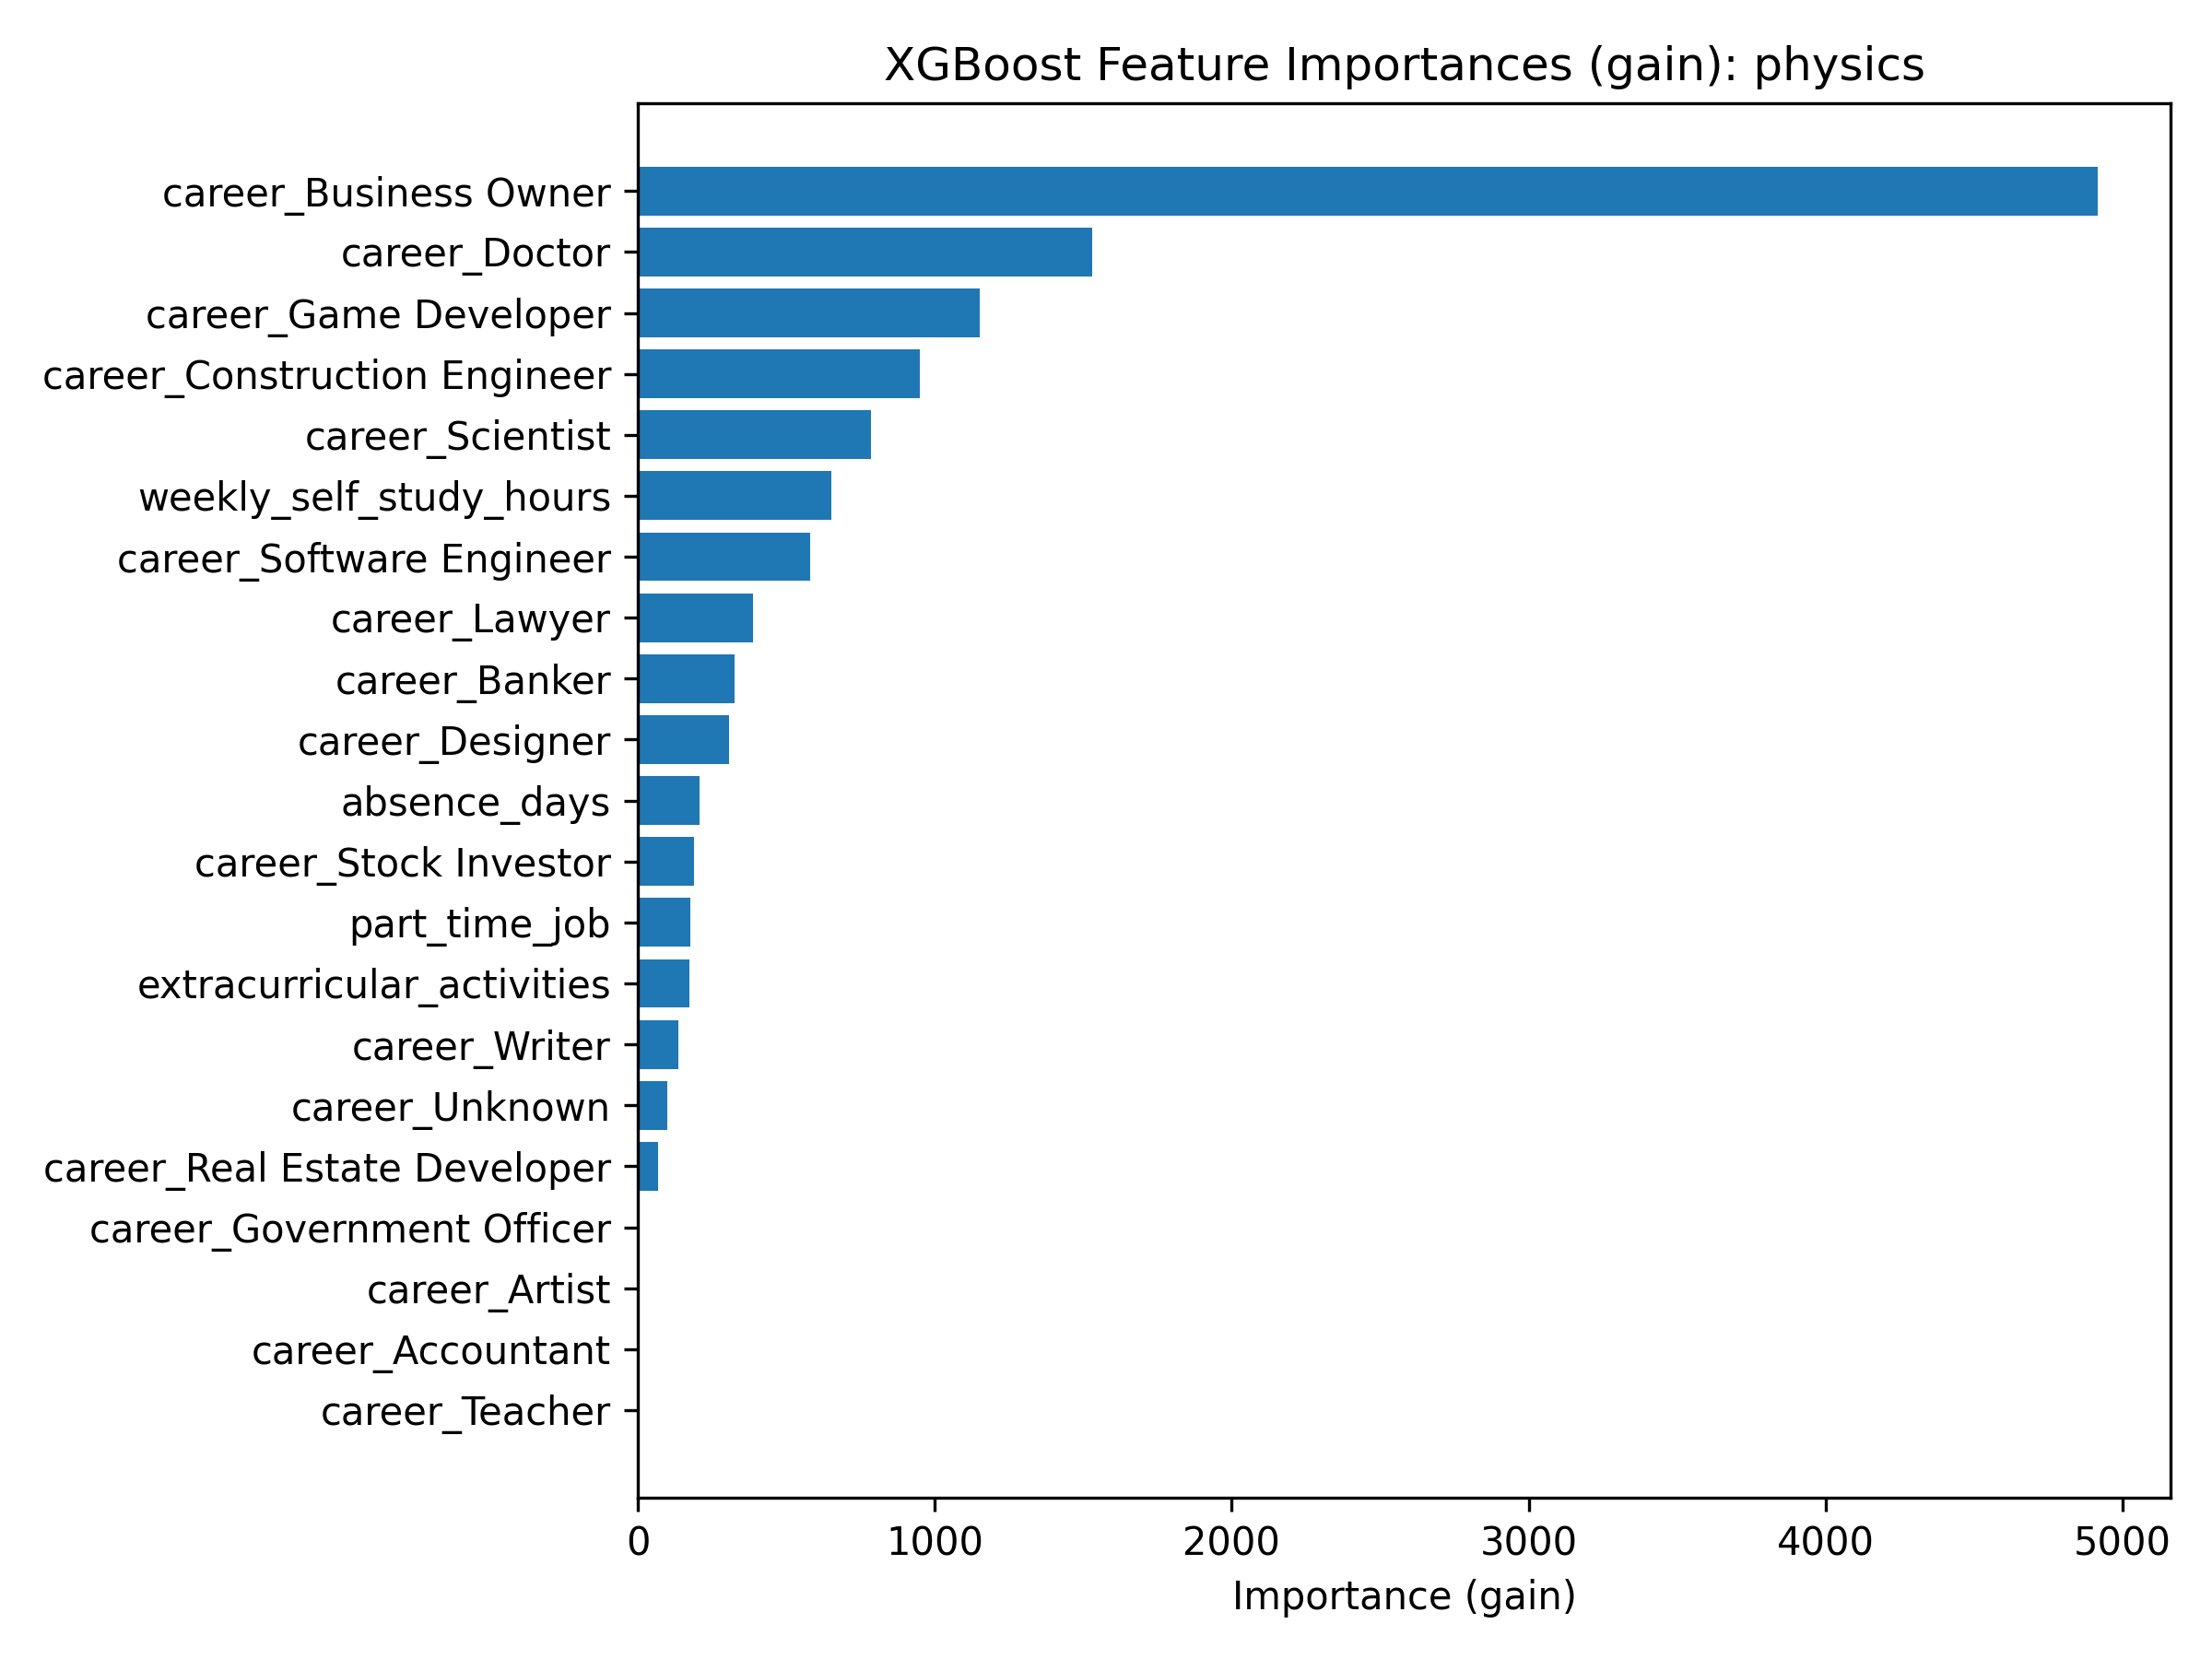 XGBoost Feature Importances (gain): physics
career_Business Owner
career_Doctor
career_Game Developer
career_Construction Engineer
career_Scientist
weekly_self_study_hours
career_Software Engineer
career_Lawyer
career_Banker
career_Designer
absence_days
career_Stock Investor
part_time_job
extracurricular_activities
career_Writer
career_Unknown
career_Real Estate Developer
career_Government Officer
career_Artist
career_Accountant
career_Teacher
0 1000 2000 3000 4000 5000
Importance (gain)